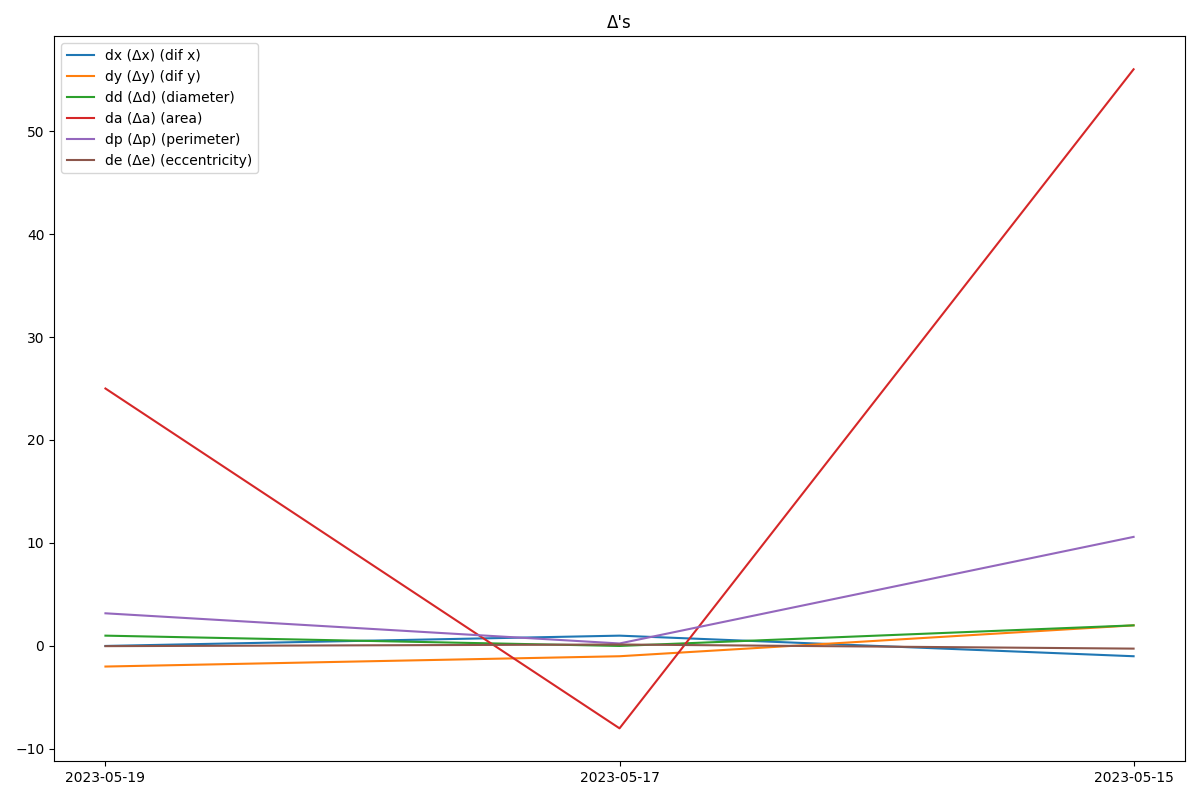 Δ's
dx (Δx) (dif x)
dy (Δy) (dif y)
dd (Δd) (diameter)
da (Δa) (area)
dp (Δp) (perimeter)
de (Δe) (eccentricity)
50
40
30
20
10
0
−10
2023-05-19 2023-05-17 2023-05-15